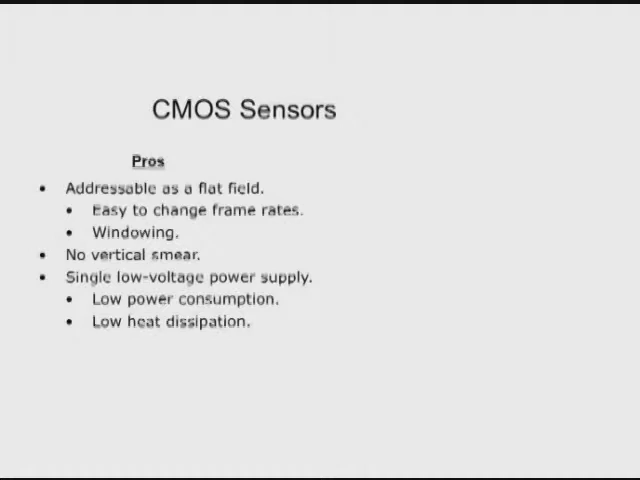 CMOS Sensors
Pros
• Addressable as a flat field.
• Easy to change frame rates.
• Windowing.
• No vertical smear.
• Single low-voltage power supply.
• Low power consumption.
• Low heat dissipation.